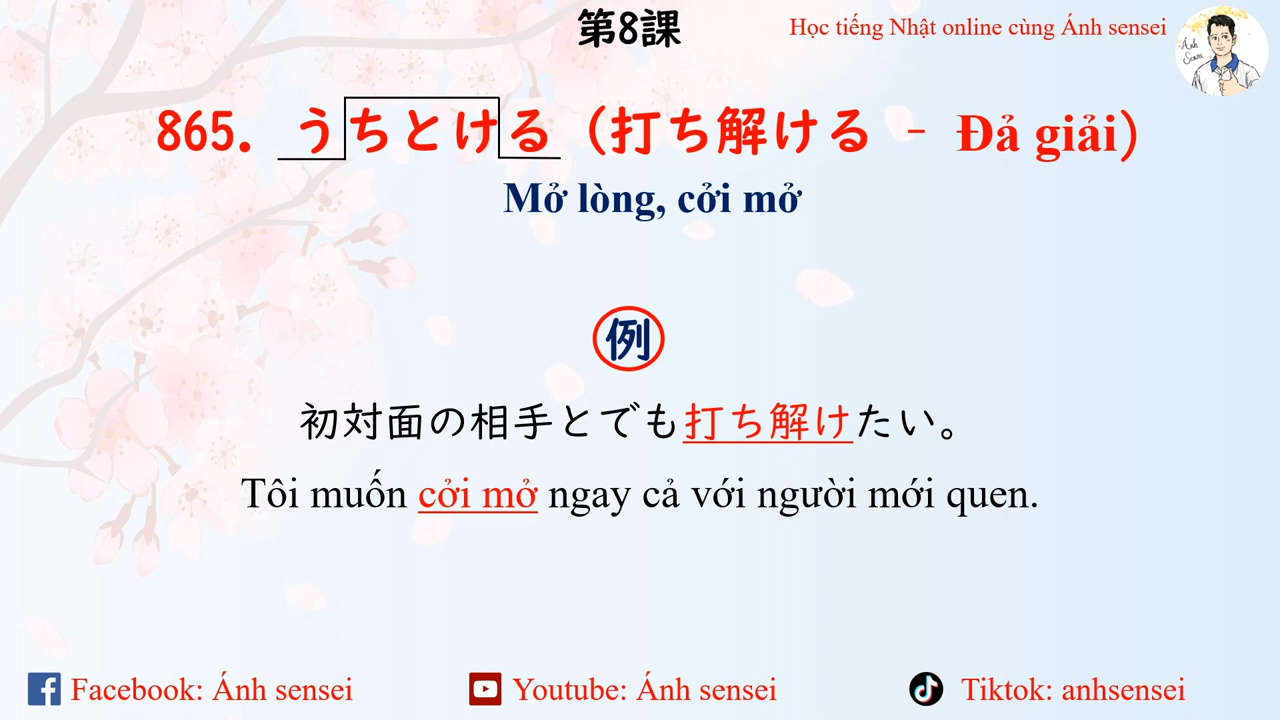 第8課
Học tiếng Nhật online cùng Ánh sensei
Ánh Sensei
865. うちとける (打ち解ける - Đả giải)
Mở lòng, cởi mở
例
初対面の相手とでも打ち解けたい。
Tôi muốn cởi mở ngay cả với người mới quen.
Facebook: Ánh sensei
Youtube: Ánh sensei
Tiktok: anhsensei